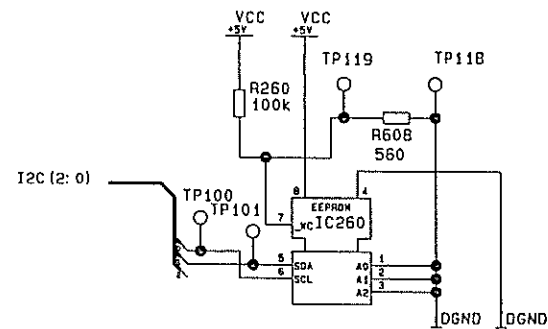 VCC VCC
+5V +5V
TP119 TP118
R260
100k
R608
560
I2C(2:0)
TP100
TP101
8 4
EEPROM
7 _WC IC260
5 SDA A0 1
6 SCL A1 2
A2 3
DGND DGND